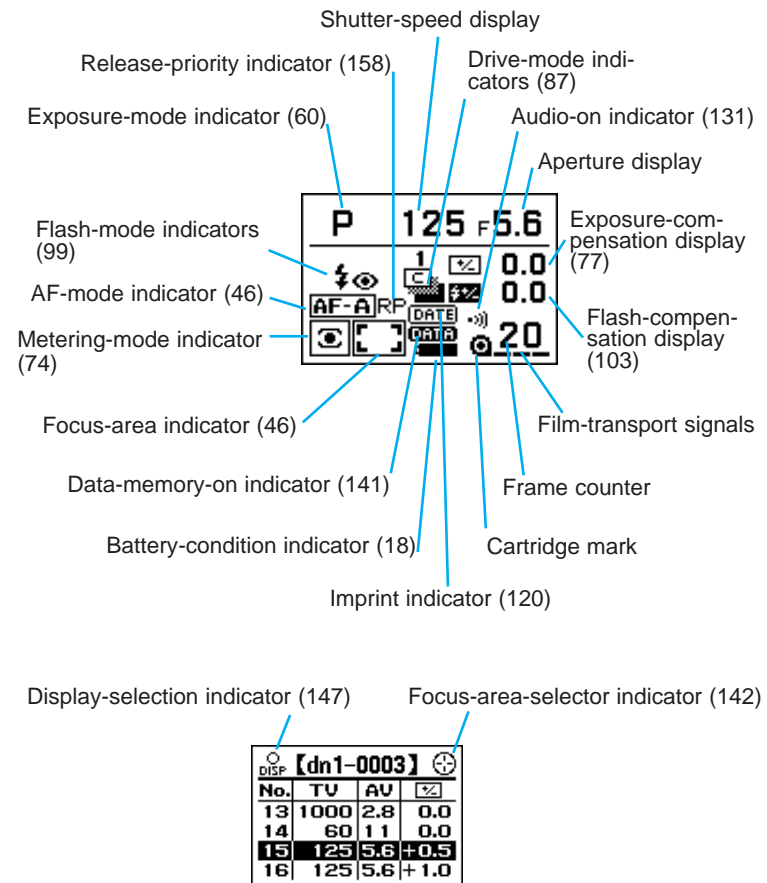 Shutter-speed display
Release-priority indicator (158)
Drive-mode indi-
cators (87)
Exposure-mode indicator (60)
Audio-on indicator (131)
Aperture display
P 125 F5.6
Flash-mode indicators
(99)
Exposure-com-
pensation display
(77)
1
C
+/- 0.0
+/- 0.0
AF-mode indicator (46)
AF-A RP
DATE
Metering-mode indicator
(74)
DATA
20
Flash-compen-
sation display
(103)
Focus-area indicator (46)
Film-transport signals
Data-memory-on indicator (141)
Frame counter
Battery-condition indicator (18)
Cartridge mark
Imprint indicator (120)
Display-selection indicator (147)
Focus-area-selector indicator (142)
DISP 【dn1-0003】
No. TV AV +/-
13 1000 2.8 0.0
14 60 11 0.0
15 125 5.6 +0.5
16 125 5.6 +1.0